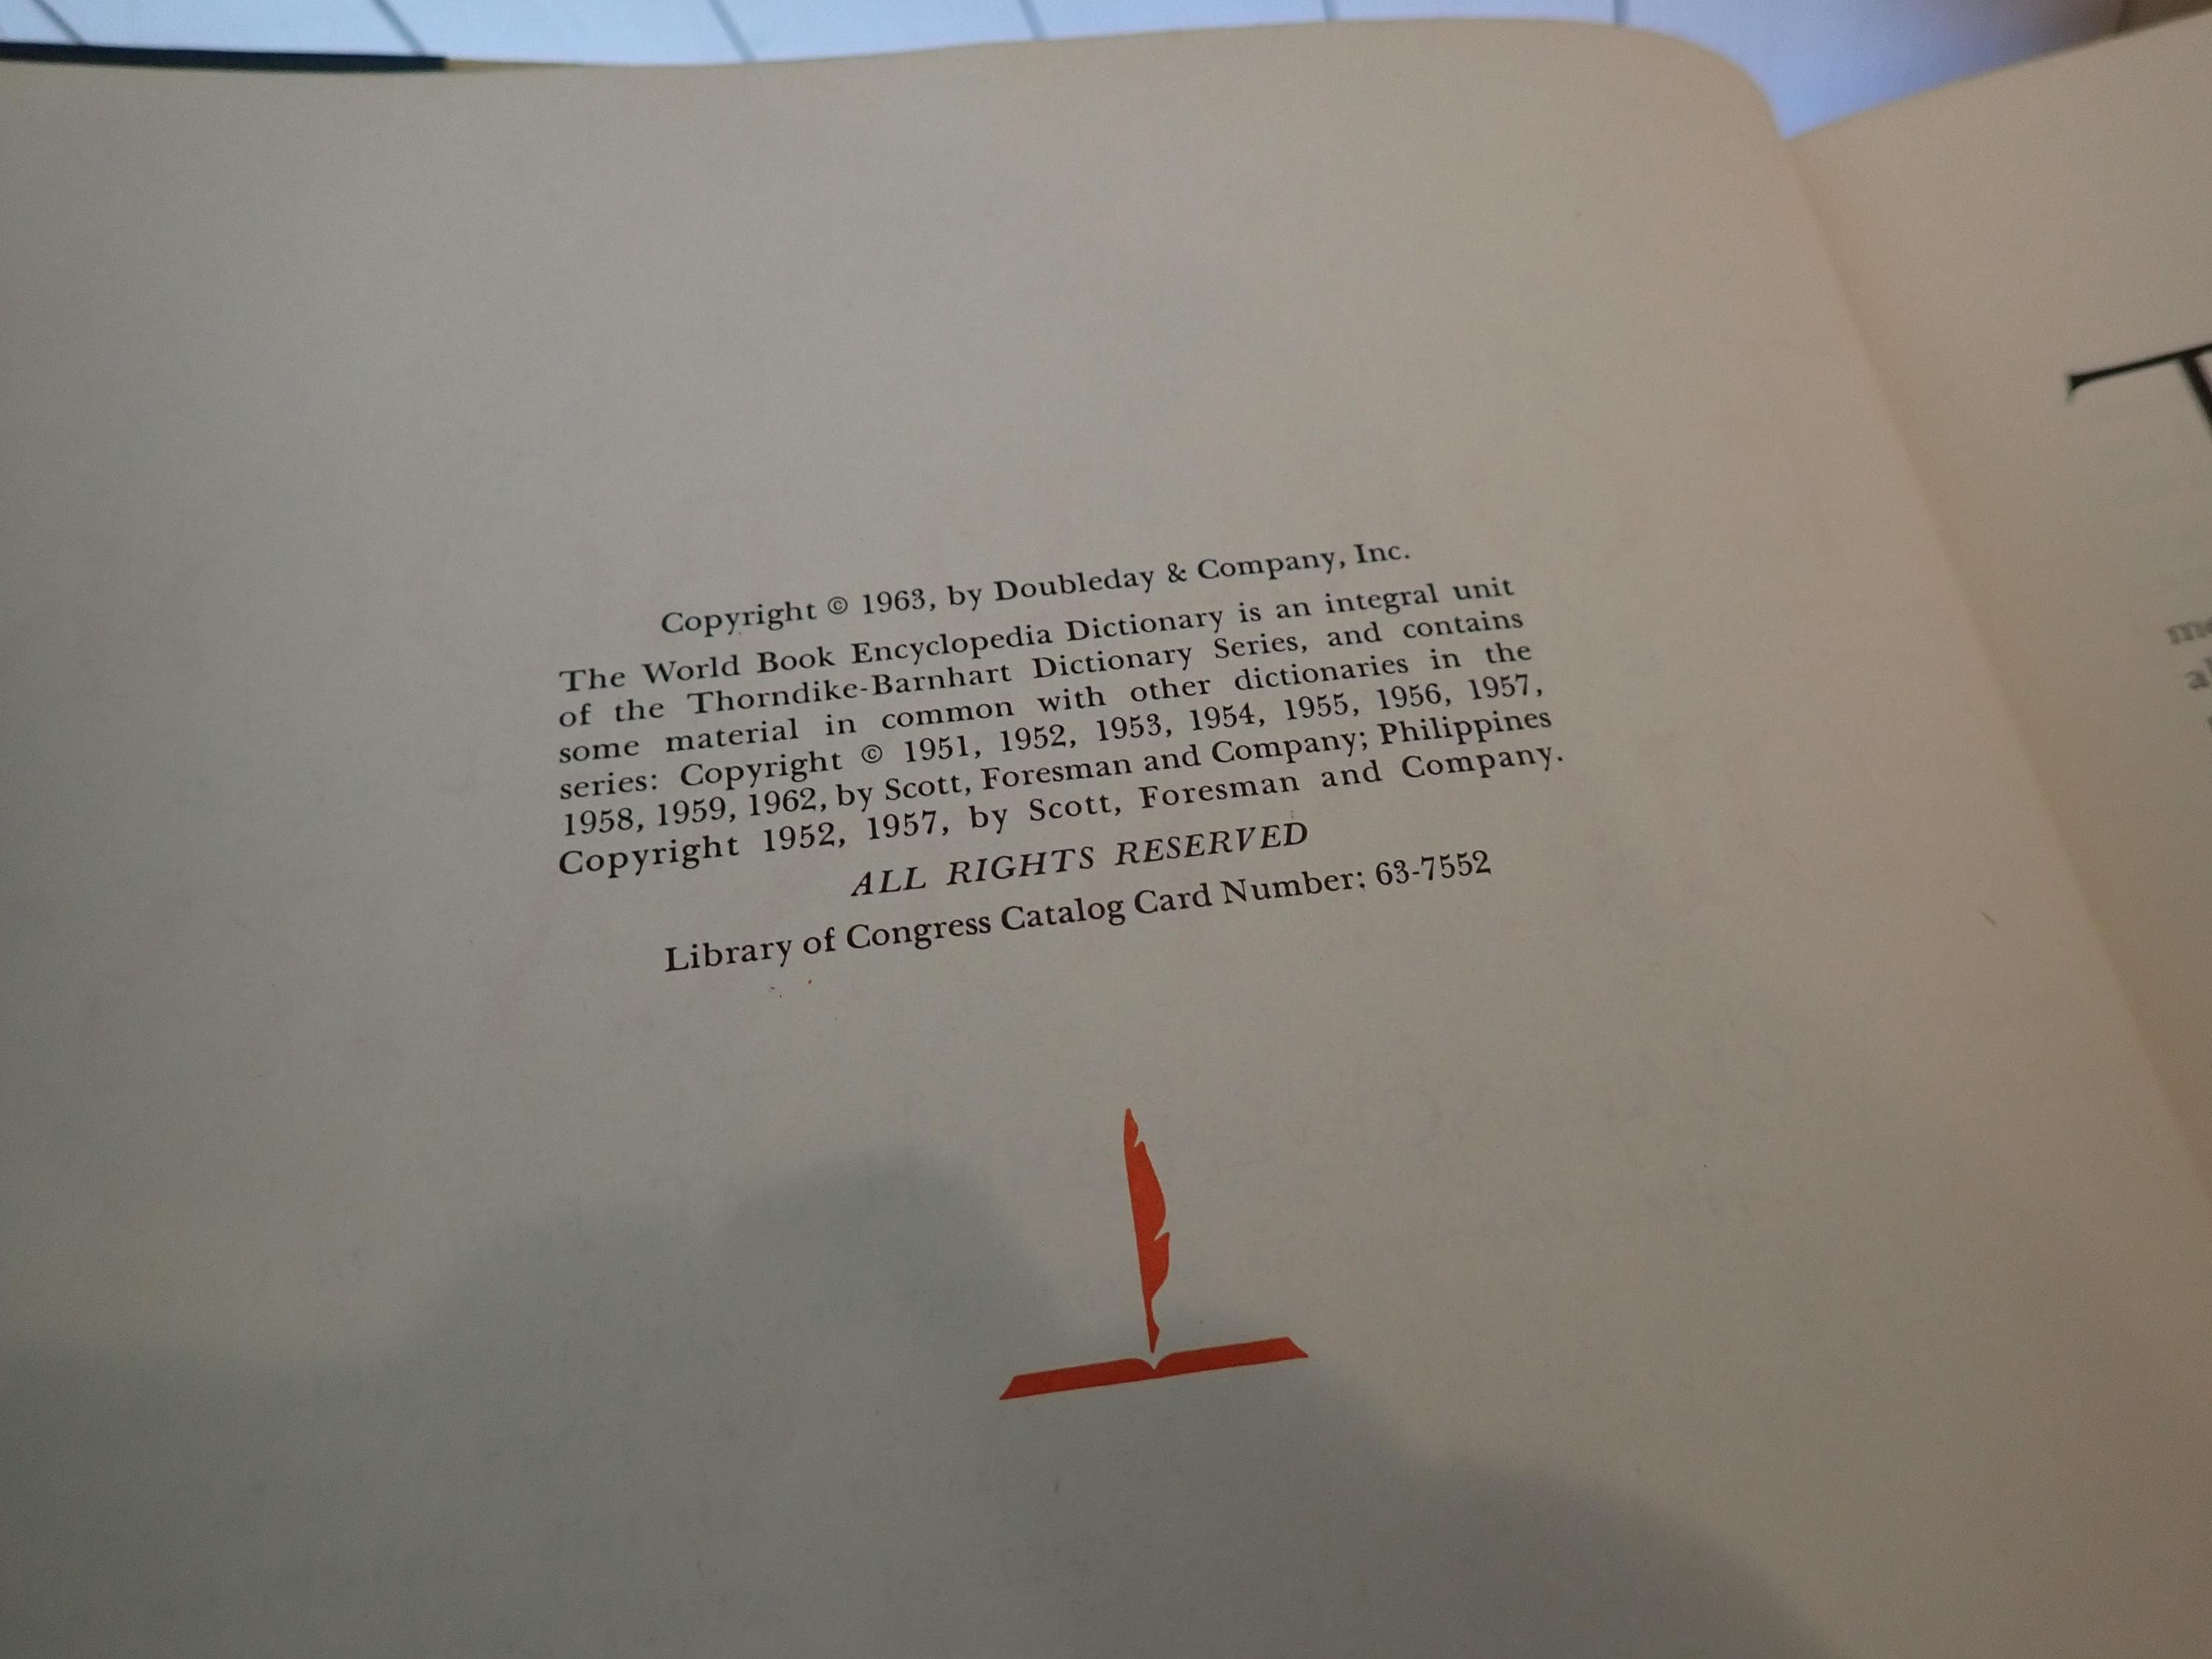 Copyright © 1963, by Doubleday & Company, Inc.
The World Book Encyclopedia Dictionary is an integral unit
of the Thorndike-Barnhart Dictionary Series, and contains
some material in common with other dictionaries in the
series: Copyright © 1951, 1952, 1953, 1954, 1955, 1956, 1957,
1958, 1959, 1962, by Scott, Foresman and Company; Philippines
Copyright 1952, 1957, by Scott, Foresman and Company.
ALL RIGHTS RESERVED
Library of Congress Catalog Card Number: 63-7552